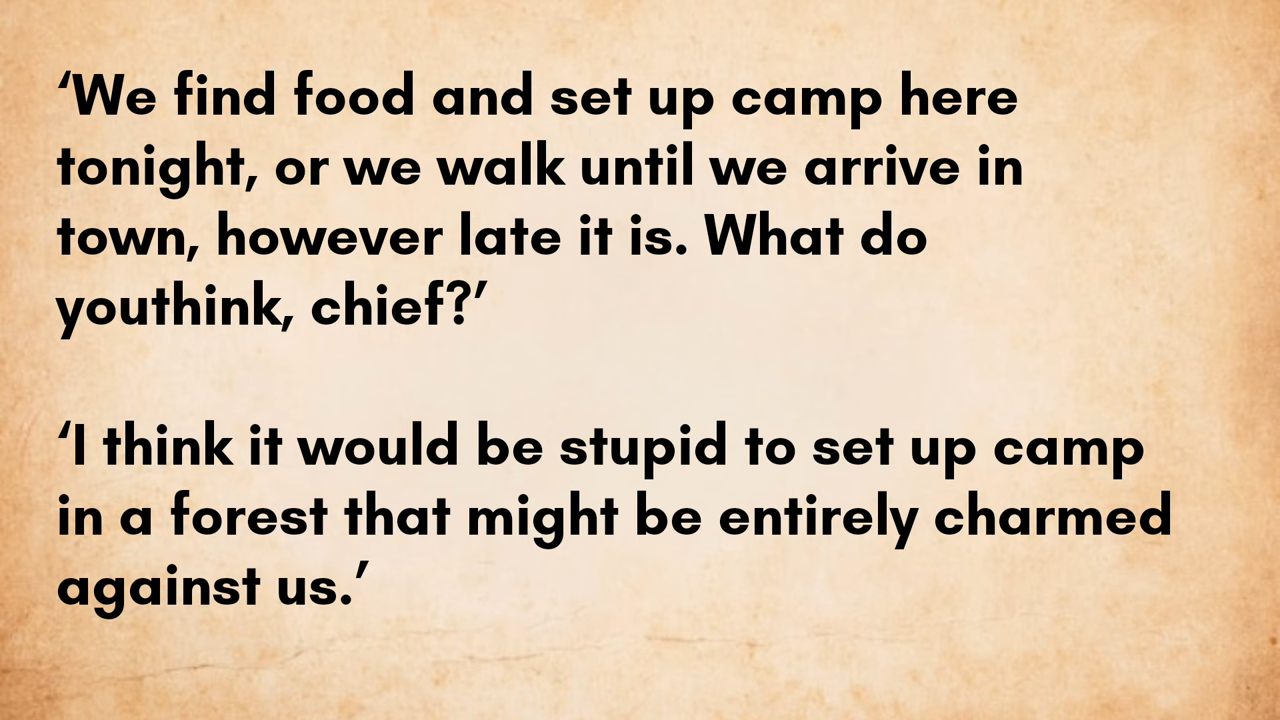 ‘We find food and set up camp here
tonight, or we walk until we arrive in
town, however late it is. What do
youthink, chief?’
‘I think it would be stupid to set up camp
in a forest that might be entirely charmed
against us.’